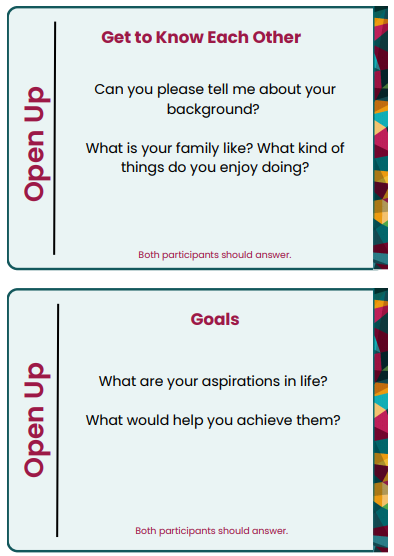 Open Up
Get to Know Each Other
Can you please tell me about your
background?
What is your family like? What kind of
things do you enjoy doing?
Both participants should answer.
Open Up
Goals
What are your aspirations in life?
What would help you achieve them?
Both participants should answer.